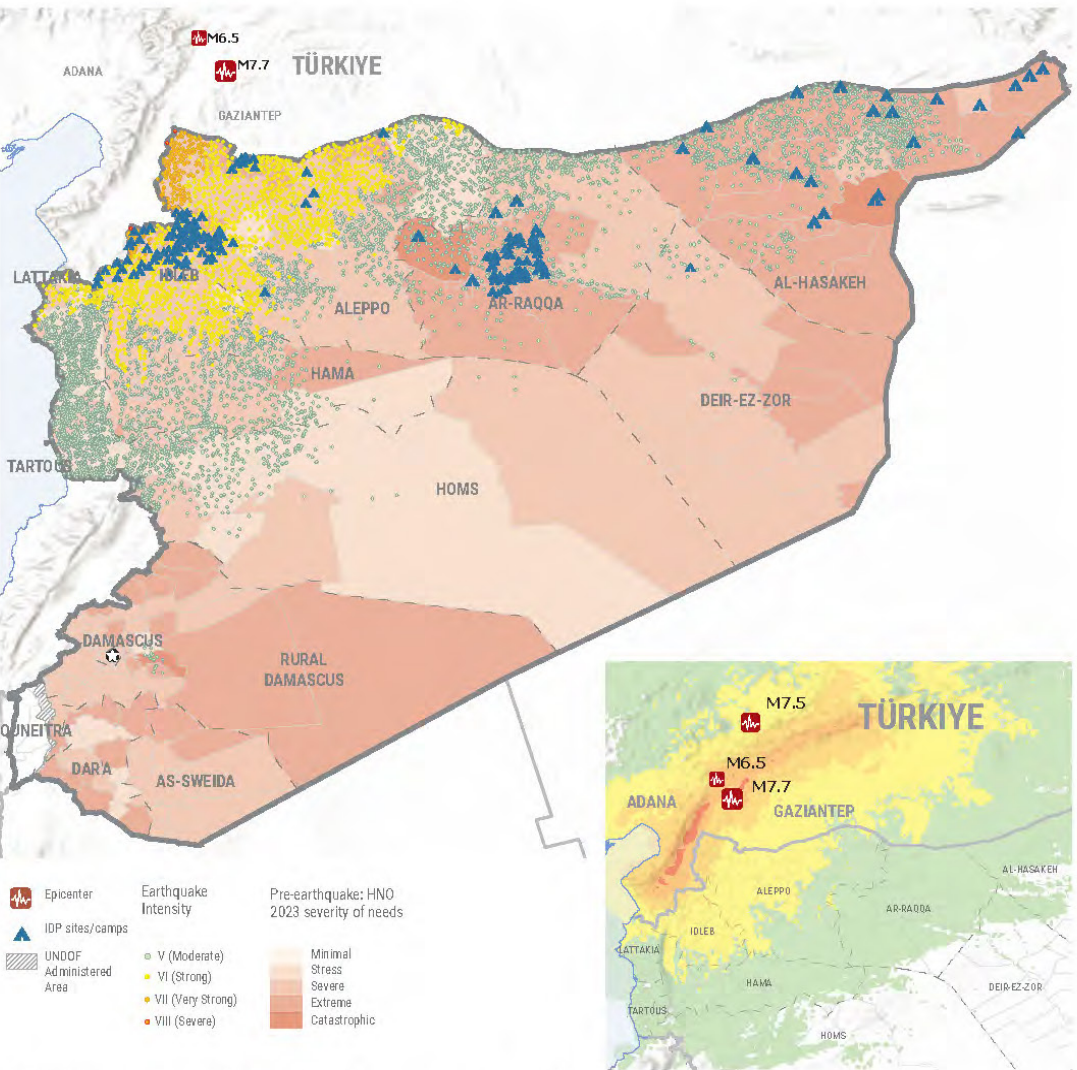 M6.5
M7.7
TÜRKIYE
ADANA
GAZIANTEP
LATTAKIA
IDLEB
ALEPPO
AR-RAQQA
AL-HASAKEH
HAMA
DEIR-EZ-ZOR
TARTOUS
HOMS
DAMASCUS
RURAL
DAMASCUS
QUNEITRA
DAR'A
AS-SWEIDA
M7.5
TÜRKIYE
M6.5
M7.7
ADANA
GAZIANTEP
AL-HASAKEH
ALEPPO
AR-RAQQA
IDLEB
LATTAKIA
HAMA
DEIR-EZ-ZOR
TARTOUS
HOMS
Epicenter
IDP sites/camps
UNDOF
Administered
Area
Earthquake
Intensity
V (Moderate)
VI (Strong)
VII (Very Strong)
VIII (Severe)
Pre-earthquake: HNO
2023 severity of needs
Minimal
Stress
Severe
Extreme
Catastrophic